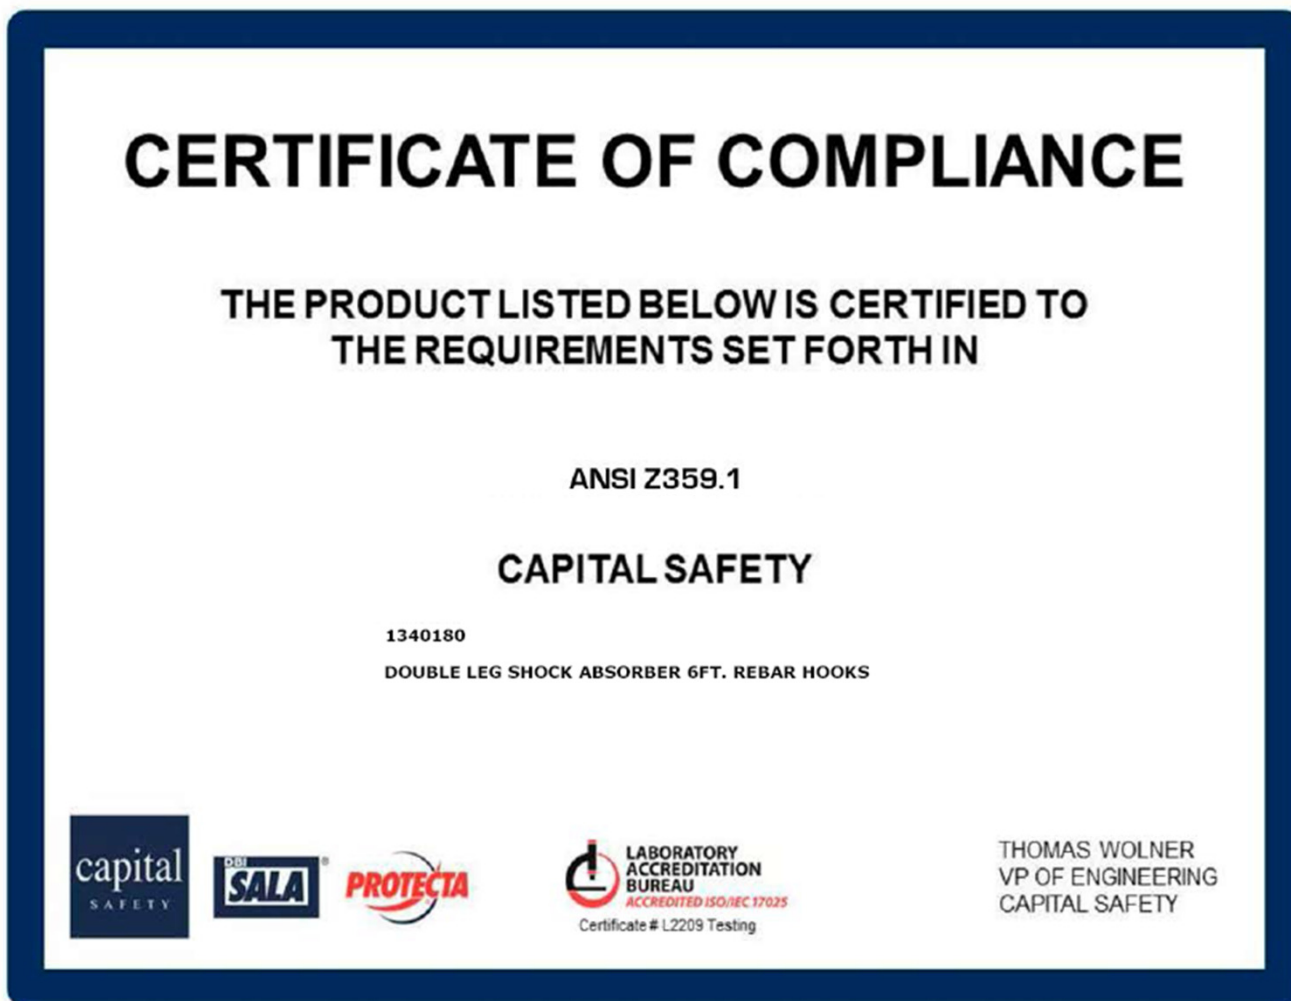 CERTIFICATE OF COMPLIANCE
THE PRODUCT LISTED BELOW IS CERTIFIED TO
THE REQUIREMENTS SET FORTH IN
ANSI Z359.1
CAPITAL SAFETY
1340180
DOUBLE LEG SHOCK ABSORBER 6FT. REBAR HOOKS
capital
SAFETY
DBI
SALA®
PROTECTA
LABORATORY
ACCREDITATION
BUREAU
ACCREDITED ISO/IEC 17025
Certificate # L2209 Testing
THOMAS WOLNER
VP OF ENGINEERING
CAPITAL SAFETY